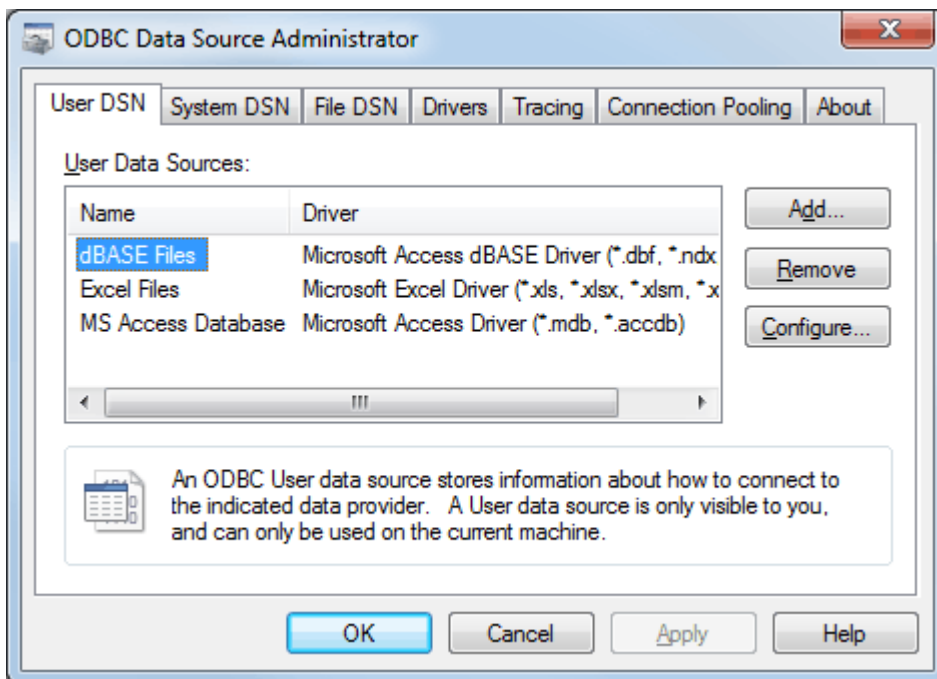 ODBC Data Source Administrator
User DSN System DSN File DSN Drivers Tracing Connection Pooling About
User Data Sources:
Name Driver Add...
dBASE Files Microsoft Access dBASE Driver (*.dbf, *.ndx
Excel Files Microsoft Excel Driver (*.xls, *.xlsx, *.xlsm, *.x Remove
MS Access Database Microsoft Access Driver (*.mdb, *.accdb) Configure...
An ODBC User data source stores information about how to connect to
the indicated data provider. A User data source is only visible to you,
and can only be used on the current machine.
OK Cancel Apply Help